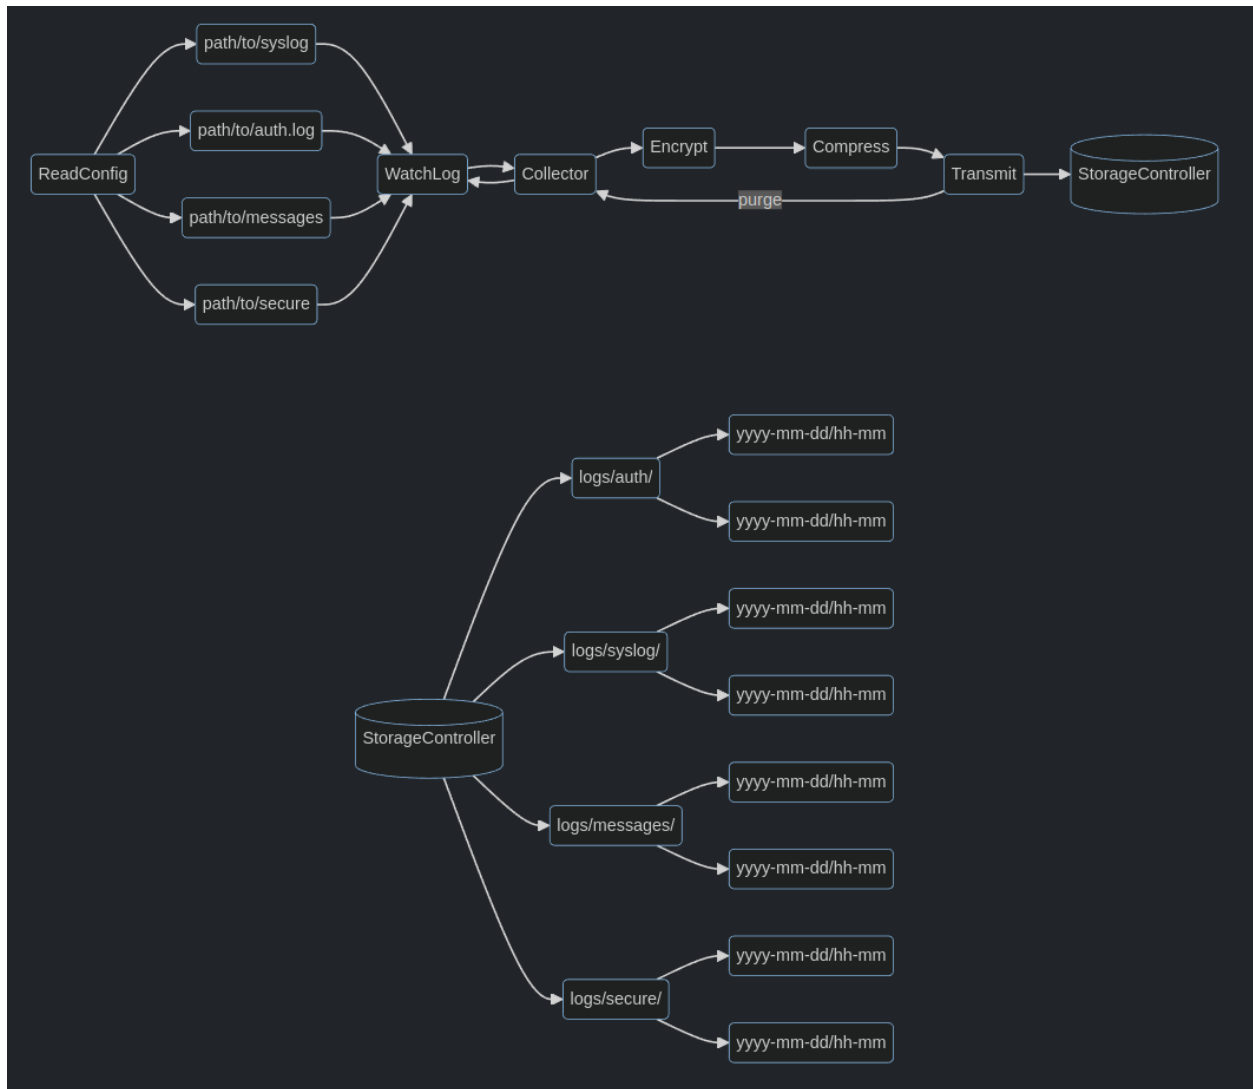 path/to/syslog
path/to/auth.log
ReadConfig
WatchLog
Collector
Encrypt
Compress
Transmit
StorageController
purge
path/to/messages
path/to/secure
yyyy-mm-dd/hh-mm
logs/auth/
yyyy-mm-dd/hh-mm
yyyy-mm-dd/hh-mm
logs/syslog/
yyyy-mm-dd/hh-mm
StorageController
yyyy-mm-dd/hh-mm
logs/messages/
yyyy-mm-dd/hh-mm
yyyy-mm-dd/hh-mm
logs/secure/
yyyy-mm-dd/hh-mm